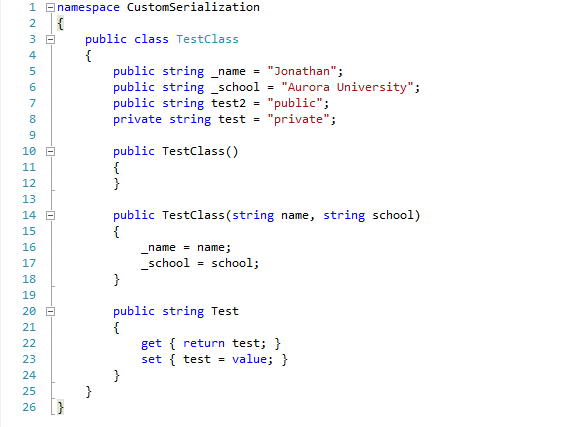 1 namespace CustomSerialization
2 {
3     public class TestClass
4     {
5         public string _name = "Jonathan";
6         public string _school = "Aurora University";
7         public string test2 = "public";
8         private string test = "private";
9
10         public TestClass()
11         {
12         }
13
14         public TestClass(string name, string school)
15         {
16             _name = name;
17             _school = school;
18         }
19
20         public string Test
21         {
22             get { return test; }
23             set { test = value; }
24         }
25     }
26 }